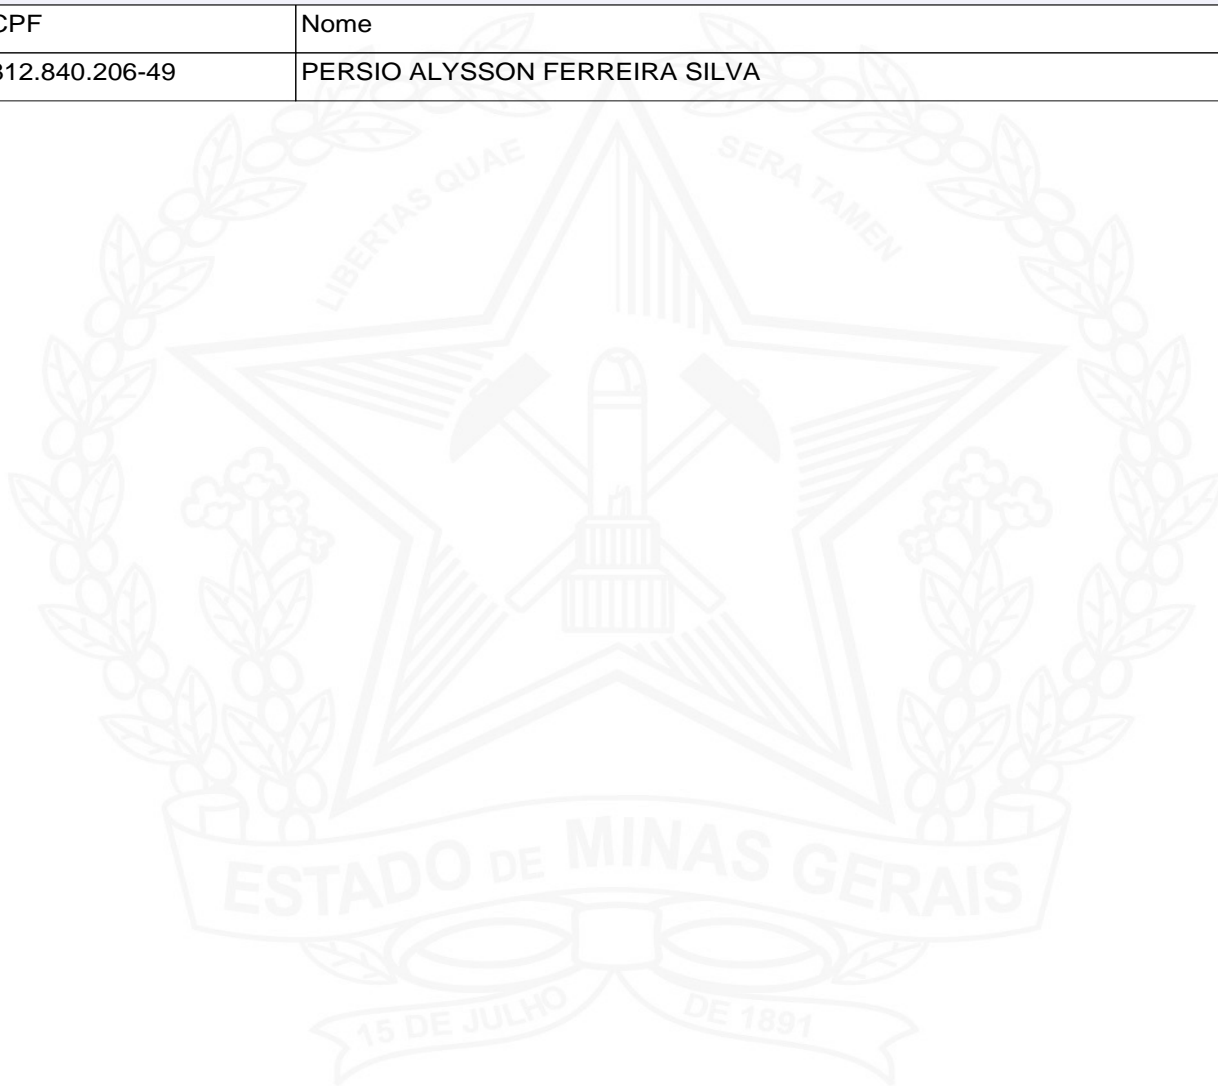 CPF Nome
812.840.206-49 PERSIO ALYSSON FERREIRA SILVA
LIBERTAS QUAE SERA TAMEN
ESTADO DE MINAS GERAIS
15 DE JULHO DE 1891